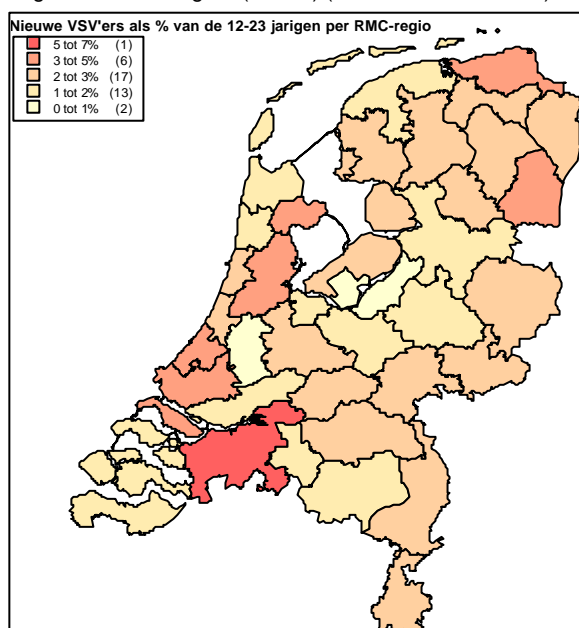 Nieuwe VSV'ers als % van de 12-23 jarigen per RMC-regio
5 tot 7% (1)
3 tot 5% (6)
2 tot 3% (17)
1 tot 2% (13)
0 tot 1% (2)